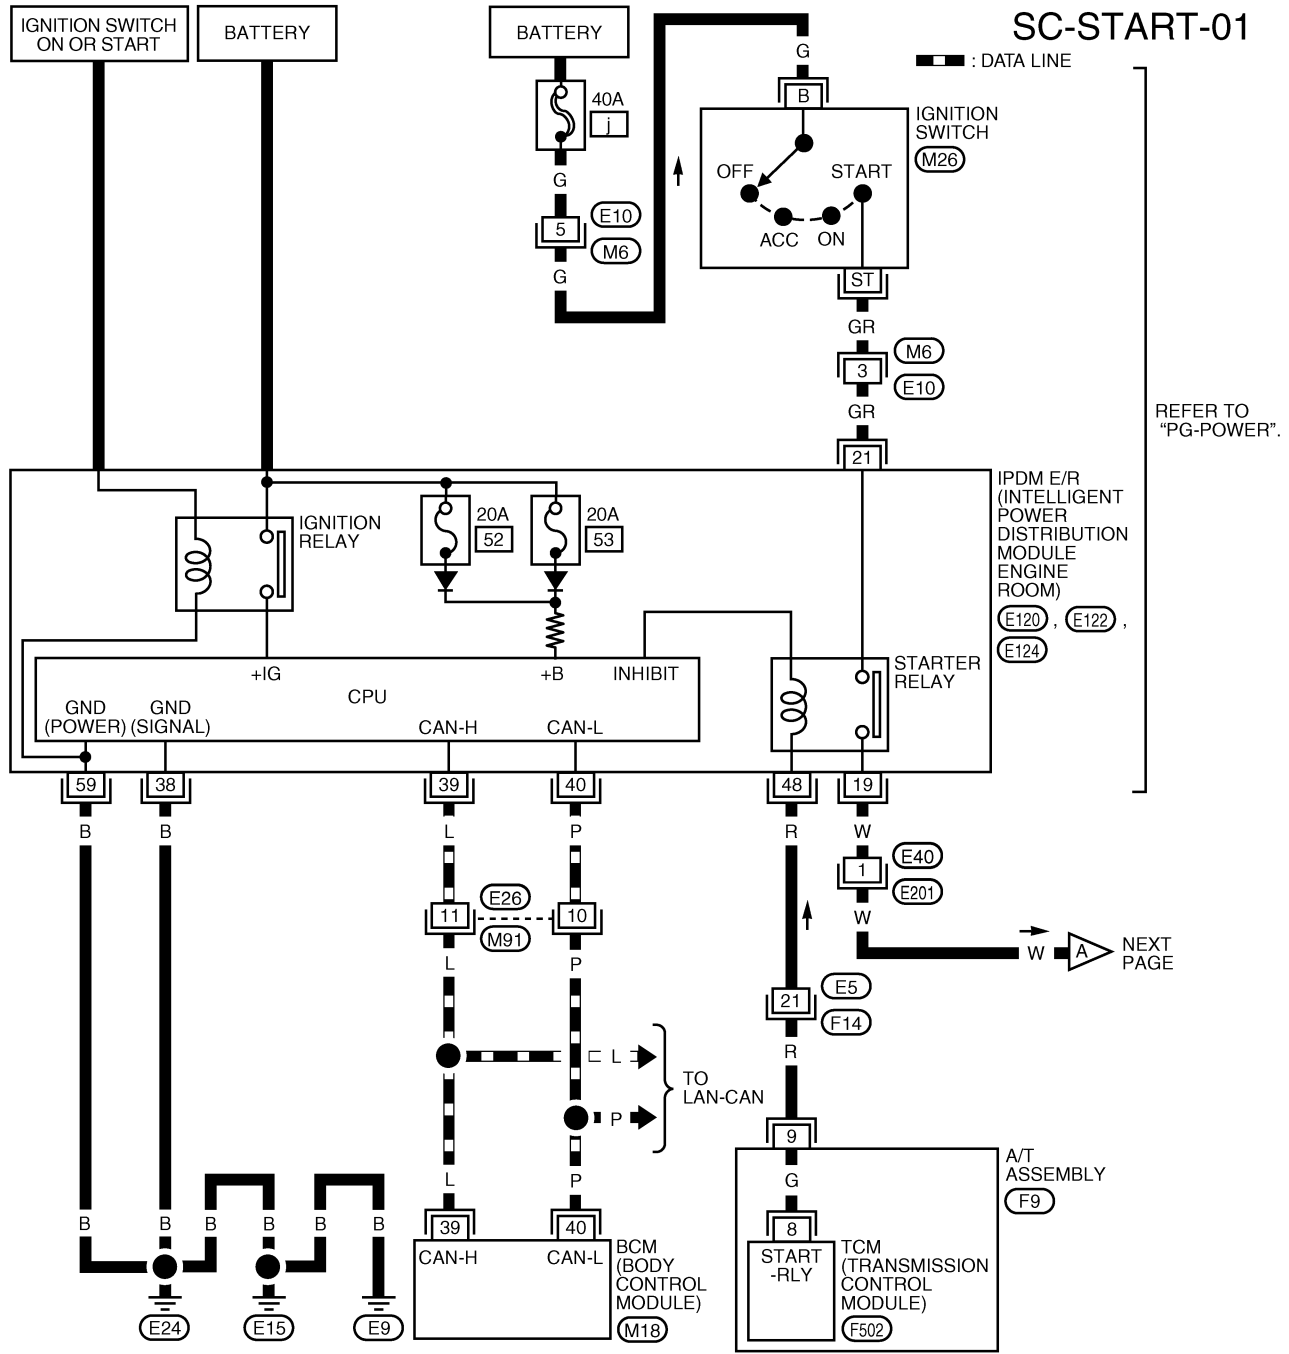 IGNITION SWITCH
ON OR START
BATTERY
BATTERY
SC-START-01
: DATA LINE
40A
j
G
5
E10
M6
G
G
B
IGNITION
SWITCH
M26
OFF
START
ACC
ON
ST
GR
3
M6
E10
GR
21
REFER TO
“PG-POWER”.
IPDM E/R
(INTELLIGENT
POWER
DISTRIBUTION
MODULE
ENGINE
ROOM)
E120 , E122 ,
E124
IGNITION
RELAY
20A
52
20A
53
STARTER
RELAY
+IG
+B
INHIBIT
CPU
GND
(POWER)
GND
(SIGNAL)
CAN-H
CAN-L
59
38
39
40
48
19
B
B
L
P
R
W
1
E40
E201
W
W
A
NEXT
PAGE
11
E26
M91
10
L
P
21
E5
F14
R
L
P
TO
LAN-CAN
9
A/T
ASSEMBLY
F9
G
8
START
-RLY
TCM
(TRANSMISSION
CONTROL
MODULE)
F502
L
P
39
40
CAN-H
CAN-L
BCM
(BODY
CONTROL
MODULE)
M18
B
B
B
B
B
B
E24
E15
E9